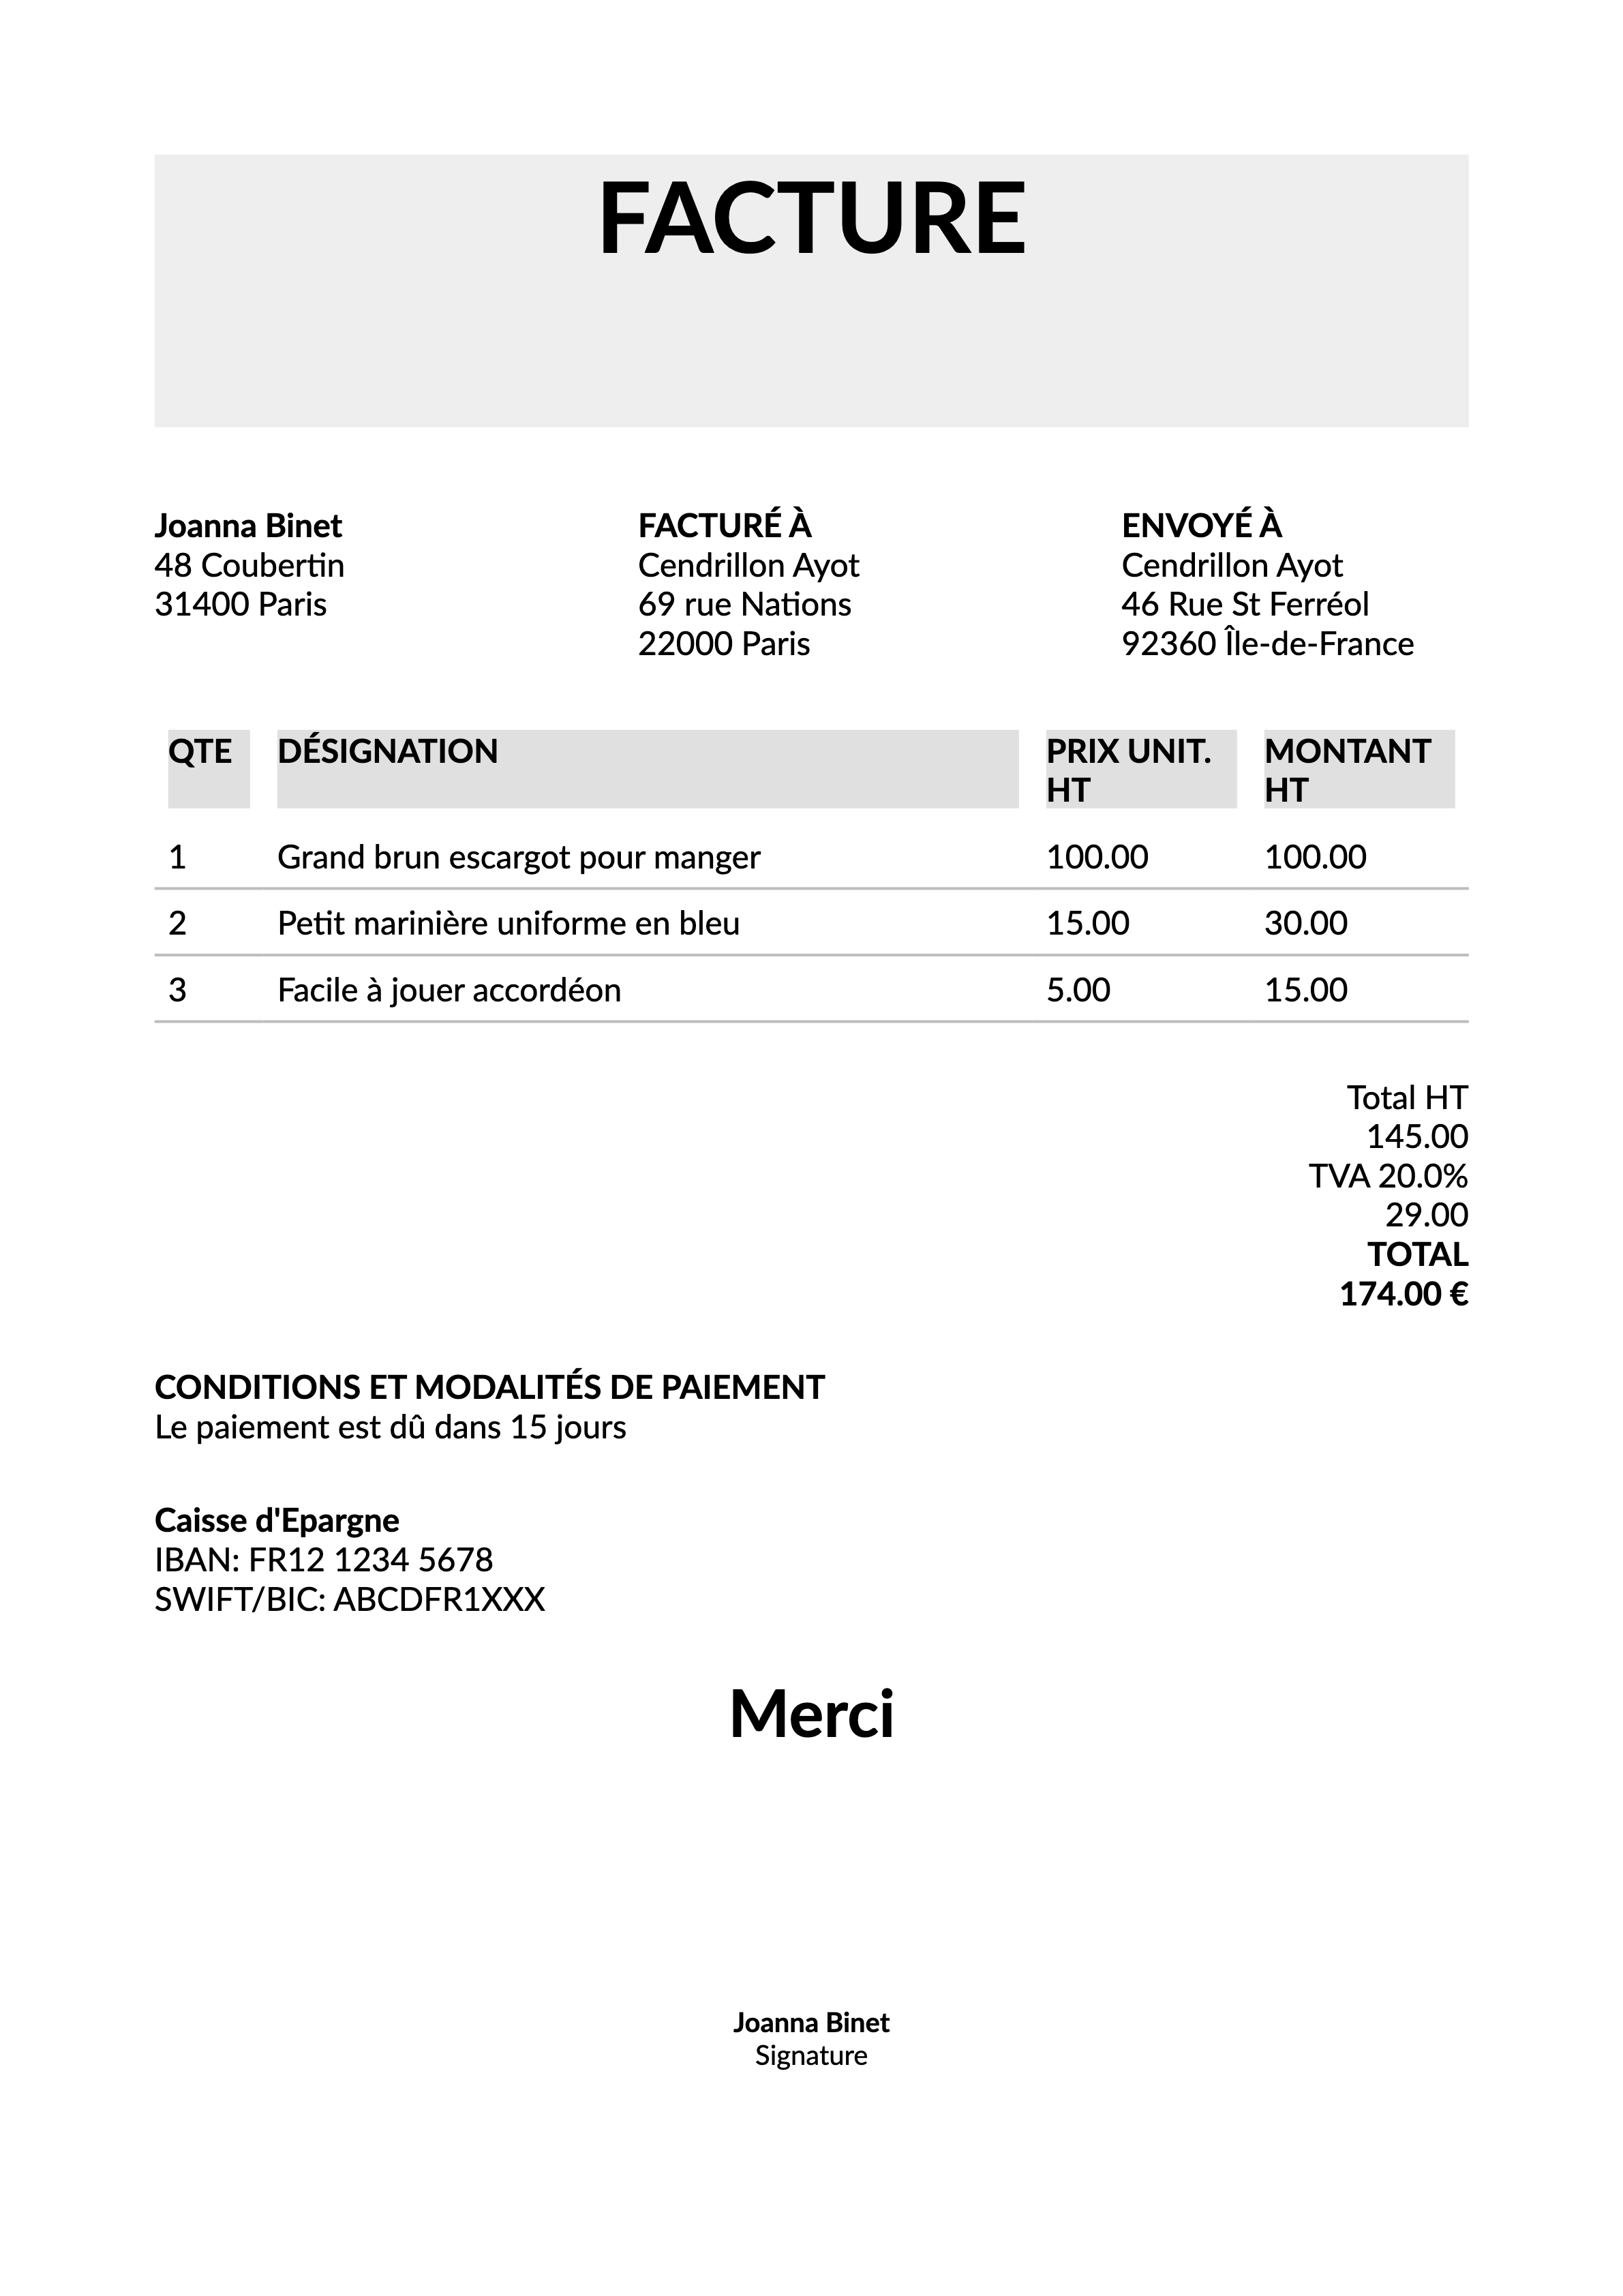 FACTURE
Joanna Binet
48 Coubertin
31400 Paris
FACTURÉ À
Cendrillon Ayot
69 rue Nations
22000 Paris
ENVOYÉ À
Cendrillon Ayot
46 Rue St Ferréol
92360 Île-de-France
QTE DÉSIGNATION PRIX UNIT. HT MONTANT HT
1 Grand brun escargot pour manger 100.00 100.00
2 Petit marinière uniforme en bleu 15.00 30.00
3 Facile à jouer accordéon 5.00 15.00
Total HT
145.00
TVA 20.0%
29.00
TOTAL
174.00 €
CONDITIONS ET MODALITÉS DE PAIEMENT
Le paiement est dû dans 15 jours
Caisse d'Epargne
IBAN: FR12 1234 5678
SWIFT/BIC: ABCDFR1XXX
Merci
Joanna Binet
Signature